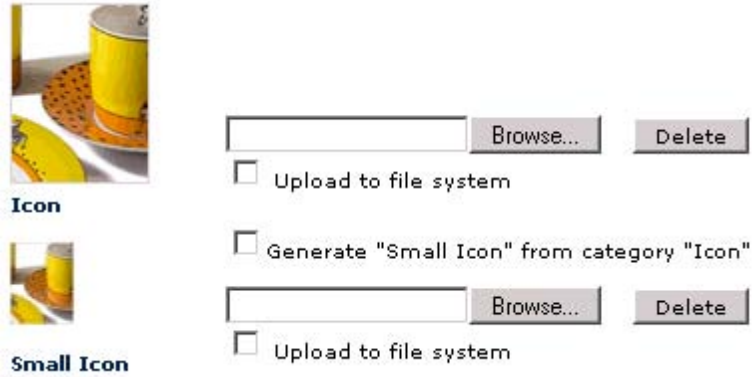 Browse... Delete
Upload to file system
Icon
Generate "Small Icon" from category "Icon"
Browse... Delete
Upload to file system
Small Icon